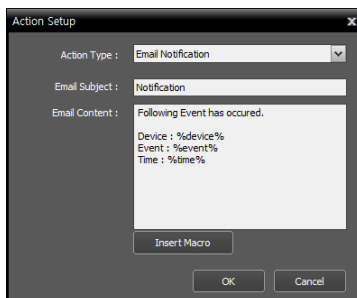 Action Setup x
Action Type : Email Notification
Email Subject : Notification
Email Content : Following Event has occured.
Device : %device%
Event : %event%
Time : %time%
Insert Macro
OK Cancel